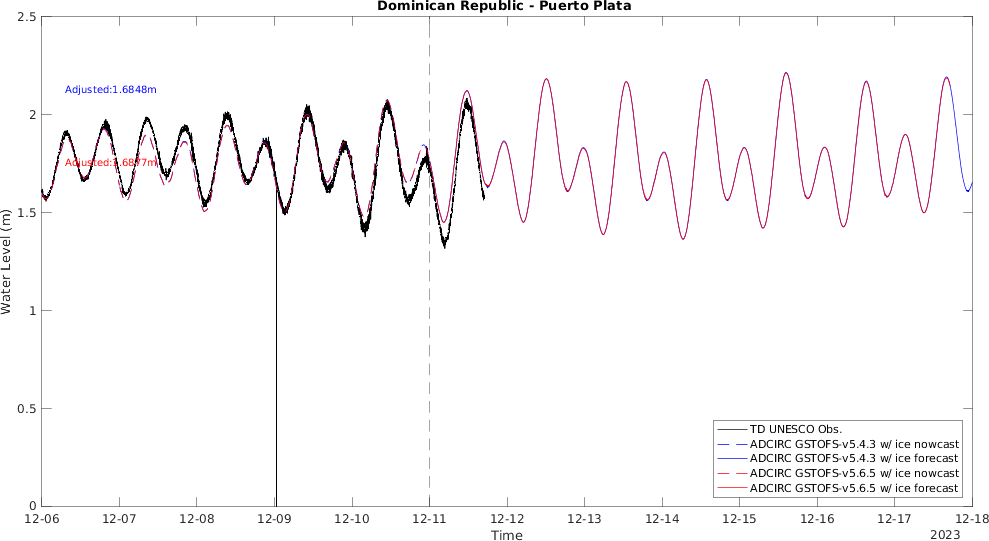 Dominican Republic - Puerto Plata
2.5
2
1.5
1
0.5
0
Water Level (m)
Adjusted:1.6848m
Adjusted:1.6877m
TD UNESCO Obs.
ADCIRC GSTOFS-v5.4.3 w/ ice nowcast
ADCIRC GSTOFS-v5.4.3 w/ ice forecast
ADCIRC GSTOFS-v5.6.5 w/ ice nowcast
ADCIRC GSTOFS-v5.6.5 w/ ice forecast
12-06 12-07 12-08 12-09 12-10 12-11 12-12 12-13 12-14 12-15 12-16 12-17 12-18
Time
2023